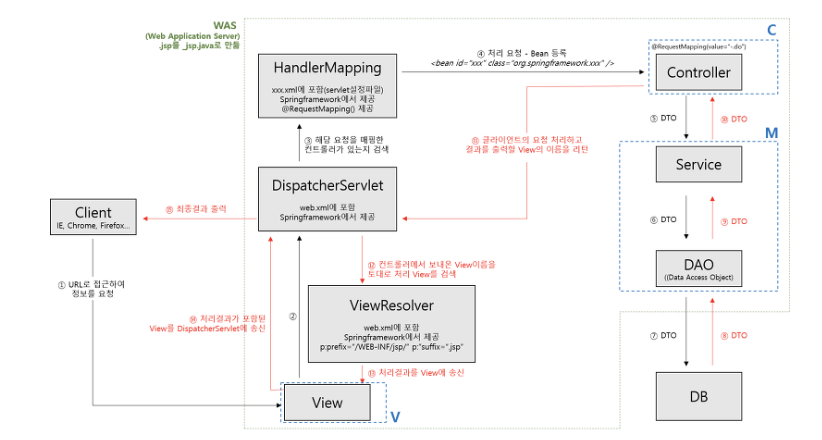 WAS
(Web Application Server)
.jsp를 _jsp.java로 만듦
C
④ 처리 요청 - Bean 등록
<bean id="xxx" class="org.springframework.xxx" />
@RequestMapping(value="-.do")
Controller
HandlerMapping
xxx.xml에 포함(servlet설정파일)
Springframework에서 제공
@RequestMapping() 제공
⑤ DTO
⑩ DTO
③ 해당 요청을 매핑한
컨트롤러가 있는지 검색
⑪ 클라이언트의 요청 처리하고
결과를 출력할 View의 이름을 리턴
M
Service
DispatcherServlet
web.xml에 포함
Springframework에서 제공
Client
IE, Chrome, Firefox...
⑮ 최종결과 출력
⑥ DTO
⑨ DTO
① URL로 접근하여
정보를 요청
⑫ 컨트롤러에서 보내온 View이름을
토대로 처리 View를 검색
DAO
((Data Access Object)
ViewResolver
web.xml에 포함
Springframework에서 제공
p:prefix="/WEB-INF/jsp/" p:"suffix=".jsp"
⑭ 처리결과가 포함된
View를 DispatcherServlet에 송신
②
⑦ DTO
⑧ DTO
⑬ 처리결과를 View에 송신
View
V
DB